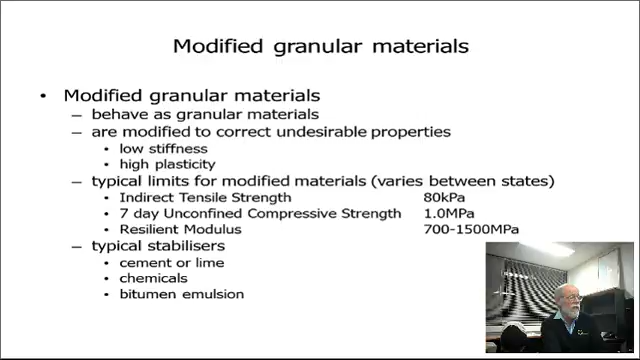 Modified granular materials
• Modified granular materials
– behave as granular materials
– are modified to correct undesirable properties
• low stiffness
• high plasticity
– typical limits for modified materials (varies between states)
• Indirect Tensile Strength 80kPa
• 7 day Unconfined Compressive Strength 1.0MPa
• Resilient Modulus 700-1500MPa
– typical stabilisers
• cement or lime
• chemicals
• bitumen emulsion